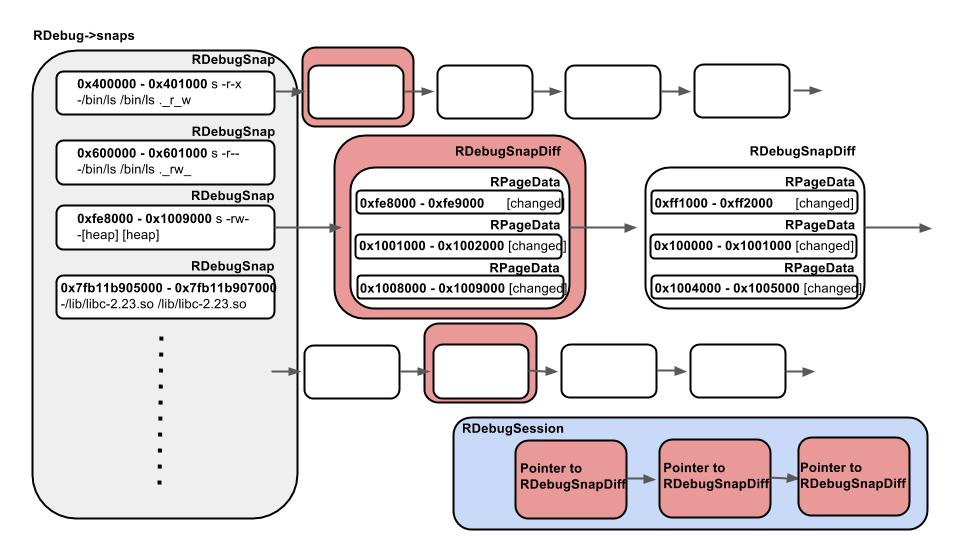 RDebug->snaps
RDebugSnap
0x400000 - 0x401000 s -r-x
-/bin/ls /bin/ls ._r_w
RDebugSnap
0x600000 - 0x601000 s -r--
-/bin/ls /bin/ls ._rw_
RDebugSnap
0xfe8000 - 0x1009000 s -rw-
-[heap] [heap]
RDebugSnap
0x7fb11b905000 - 0x7fb11b907000
-/lib/libc-2.23.so /lib/libc-2.23.so
RDebugSnapDiff
RPageData
0xfe8000 - 0xfe9000 [changed]
RPageData
0x1001000 - 0x1002000 [changed]
RPageData
0x1008000 - 0x1009000 [changed]
RDebugSnapDiff
RPageData
0xff1000 - 0xff2000 [changed]
RPageData
0x100000 - 0x1001000 [changed]
RPageData
0x1004000 - 0x1005000 [changed]
RDebugSession
Pointer to
RDebugSnapDiff
Pointer to
RDebugSnapDiff
Pointer to
RDebugSnapDiff